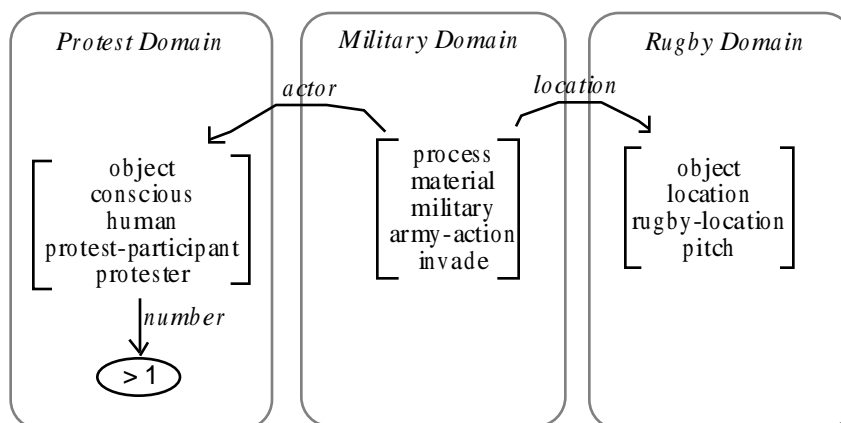 Protest Domain
Military Domain
Rugby Domain
actor
location
object
conscious
human
protest-participant
protester
process
material
military
army-action
invade
object
location
rugby-location
pitch
number
> 1